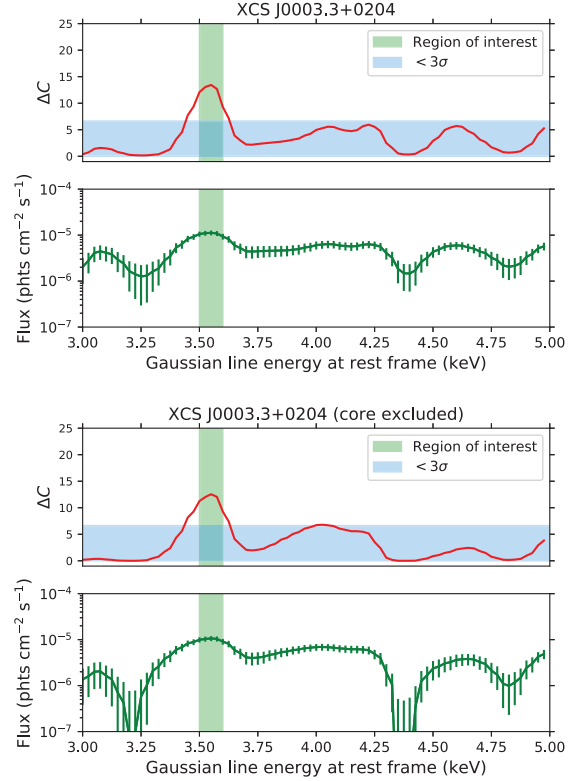 XCS J0003.3+0204
25
20
15
10
5
0
ΔC
Region of interest
< 3σ
10⁻⁴
10⁻⁵
10⁻⁶
10⁻⁷
Flux (phts cm⁻² s⁻¹)
3.00 3.25 3.50 3.75 4.00 4.25 4.50 4.75 5.00
Gaussian line energy at rest frame (keV)
XCS J0003.3+0204 (core excluded)
25
20
15
10
5
0
ΔC
Region of interest
< 3σ
10⁻⁴
10⁻⁵
10⁻⁶
10⁻⁷
Flux (phts cm⁻² s⁻¹)
3.00 3.25 3.50 3.75 4.00 4.25 4.50 4.75 5.00
Gaussian line energy at rest frame (keV)